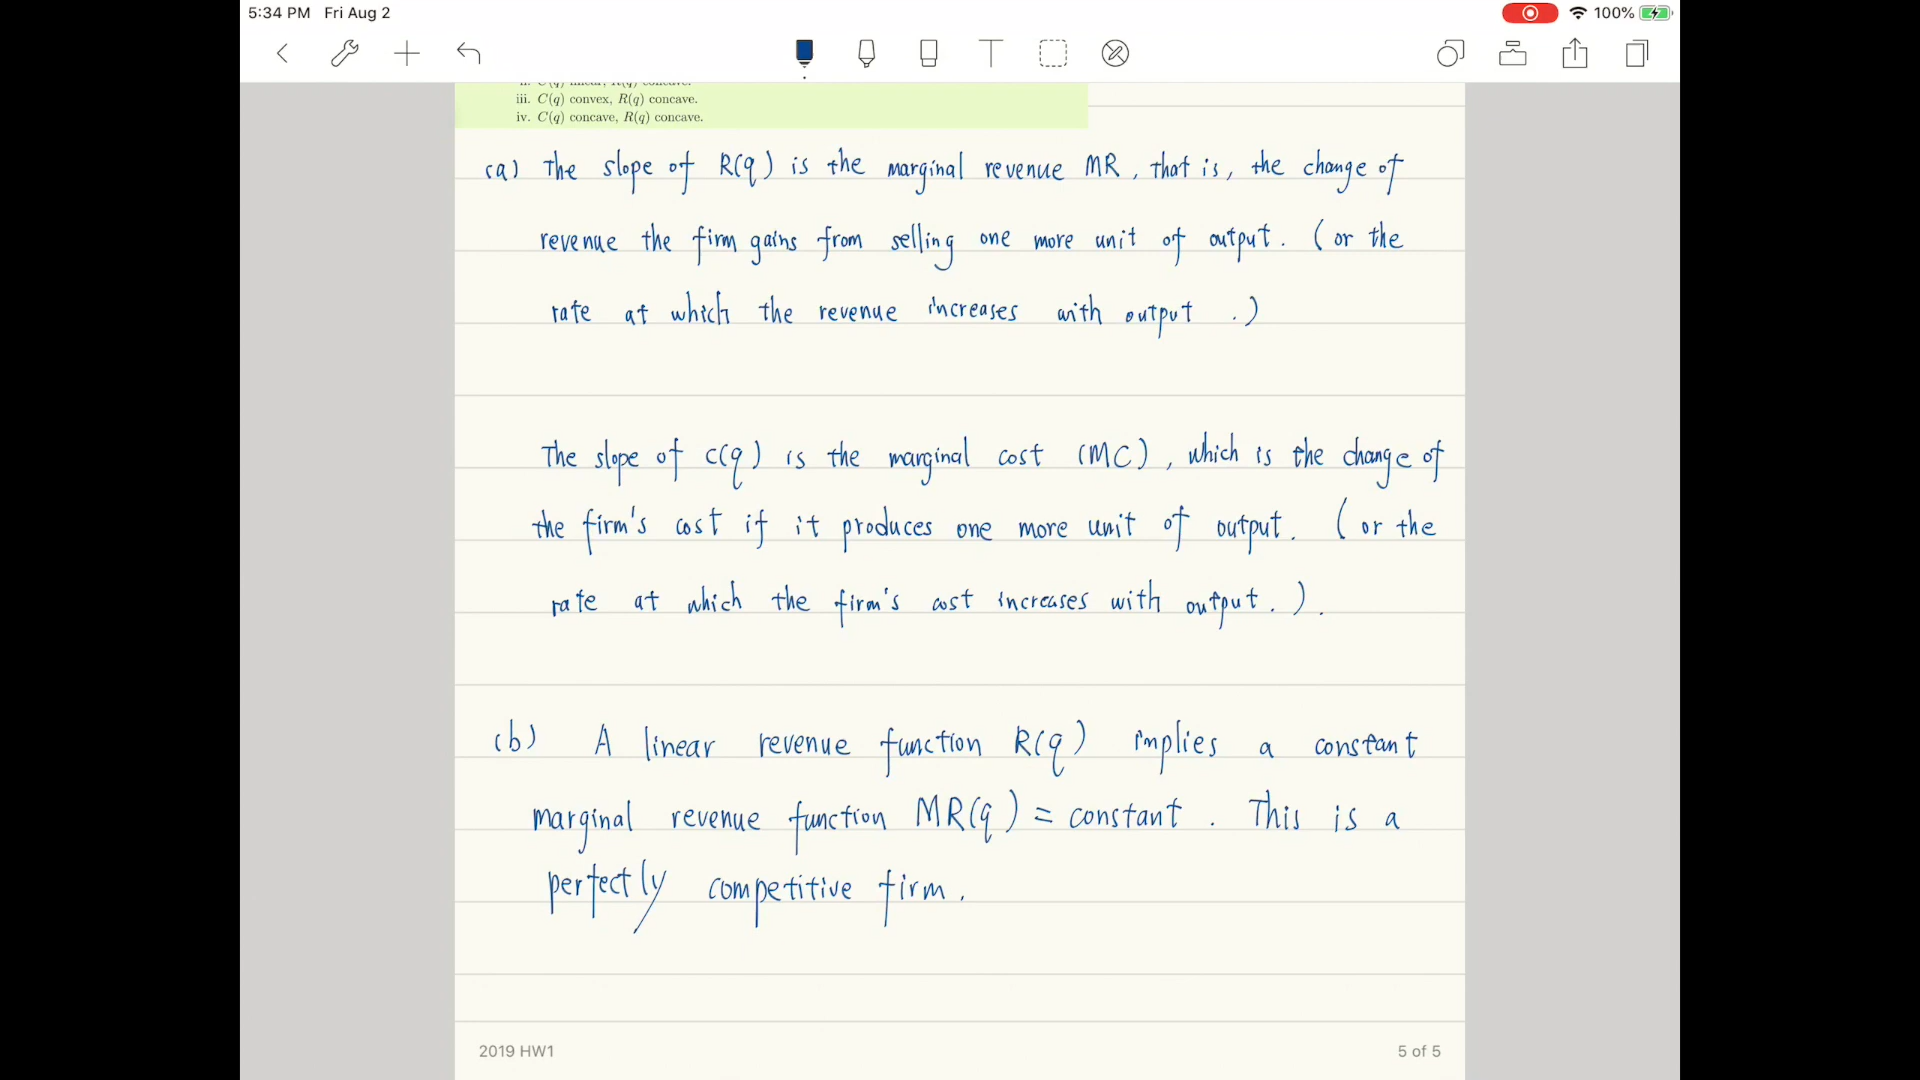 5:34 PM Fri Aug 2
100%
ii. C(q) linear, R(q) concave.
iii. C(q) convex, R(q) concave.
iv. C(q) concave, R(q) concave.
(a) The slope of R(q) is the marginal revenue MR, that is, the change of
revenue the firm gains from selling one more unit of output. (or the
rate at which the revenue increases with output.)
The slope of C(q) is the marginal cost (MC), which is the change of
the firm's cost if it produces one more unit of output. (or the
rate at which the firm's cost increases with output.).
(b) A linear revenue function R(q) implies a constant
marginal revenue function MR(q) = constant. This is a
perfectly competitive firm.
2019 HW1
5 of 5